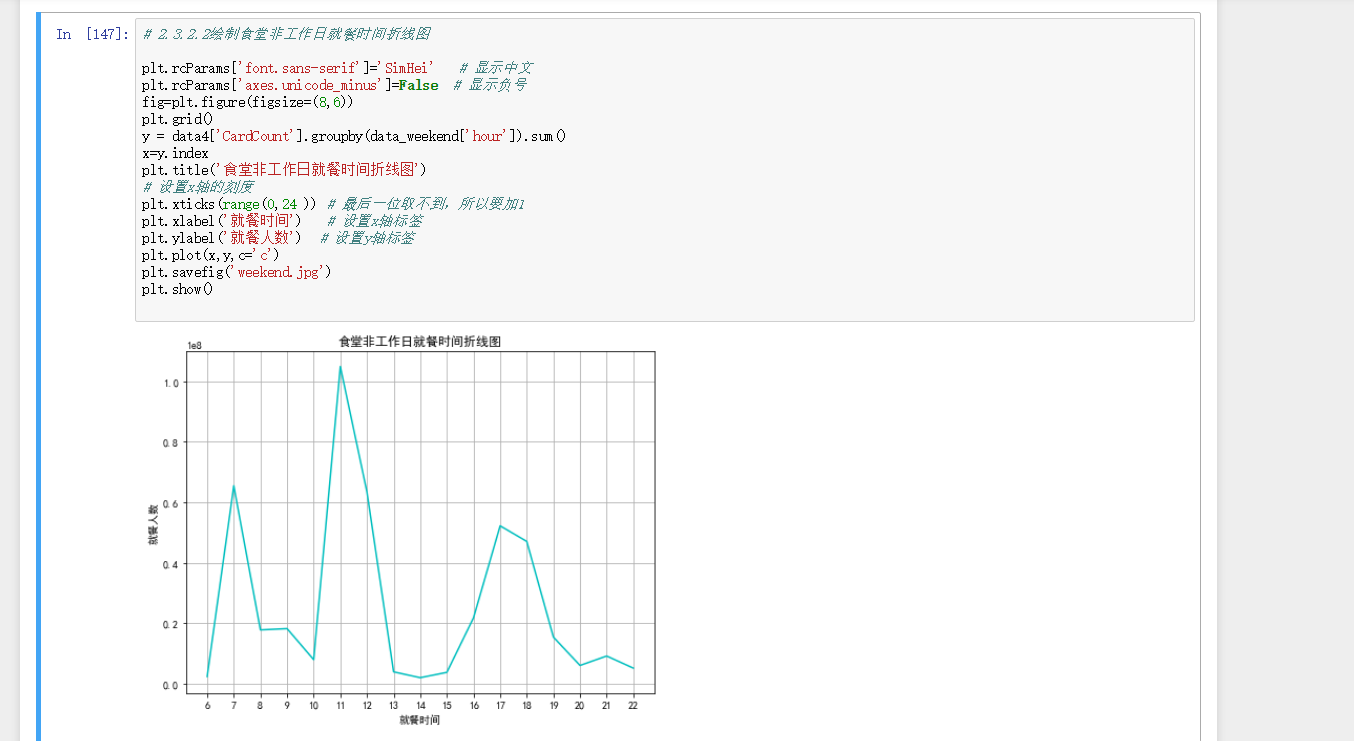 In [147]:
# 2.3.2.2绘制食堂非工作日就餐时间折线图
plt.rcParams['font.sans-serif']='SimHei'   # 显示中文
plt.rcParams['axes.unicode_minus']=False  # 显示负号
fig=plt.figure(figsize=(8,6))
plt.grid()
y = data4['CardCount'].groupby(data_weekend['hour']).sum()
x=y.index
plt.title('食堂非工作日就餐时间折线图')
# 设置x轴的刻度
plt.xticks(range(0,24 )) # 最后一位取不到，所以要加1
plt.xlabel('就餐时间')   # 设置x轴标签
plt.ylabel('就餐人数')  # 设置y轴标签
plt.plot(x,y,c='c')
plt.savefig('weekend.jpg')
plt.show()
食堂非工作日就餐时间折线图
1e8
1.0
0.8
0.6
0.4
0.2
0.0
就餐人数
6 7 8 9 10 11 12 13 14 15 16 17 18 19 20 21 22
就餐时间